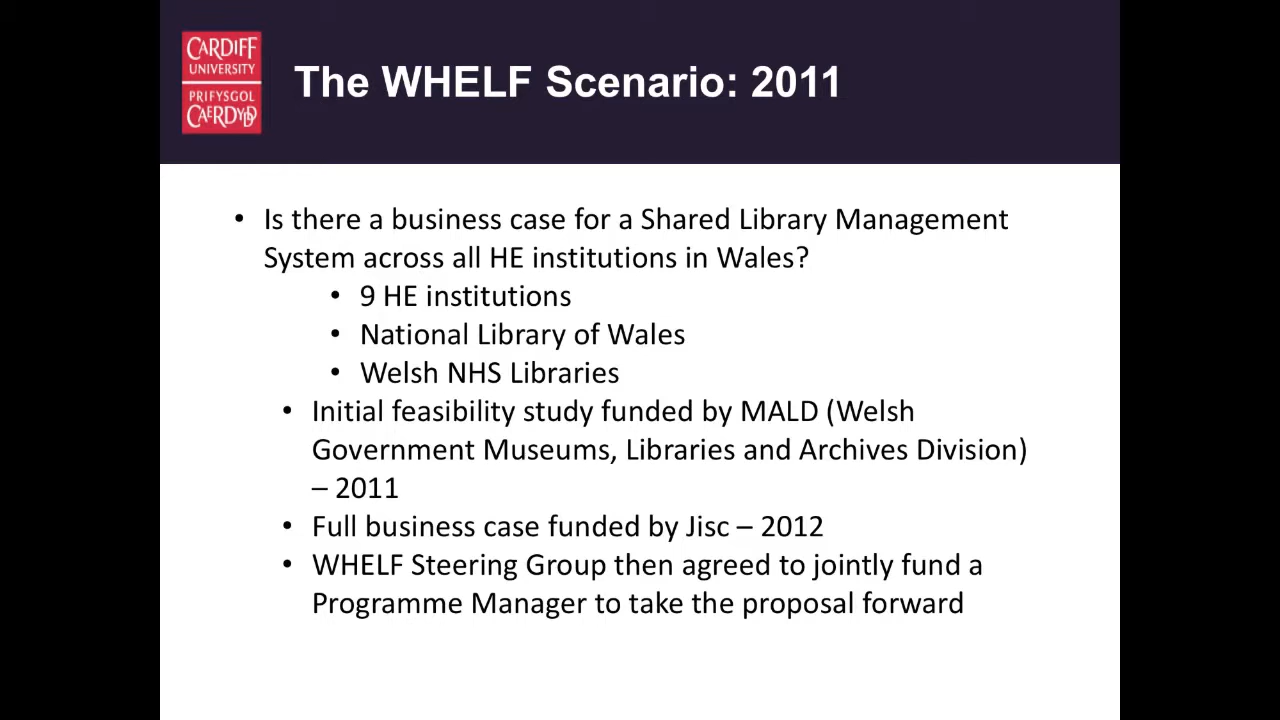 CARDIFF
UNIVERSITY
PRIFYSGOL
CAERDYDD
The WHELF Scenario: 2011
• Is there a business case for a Shared Library Management
System across all HE institutions in Wales?
• 9 HE institutions
• National Library of Wales
• Welsh NHS Libraries
• Initial feasibility study funded by MALD (Welsh
Government Museums, Libraries and Archives Division)
– 2011
• Full business case funded by Jisc – 2012
• WHELF Steering Group then agreed to jointly fund a
Programme Manager to take the proposal forward